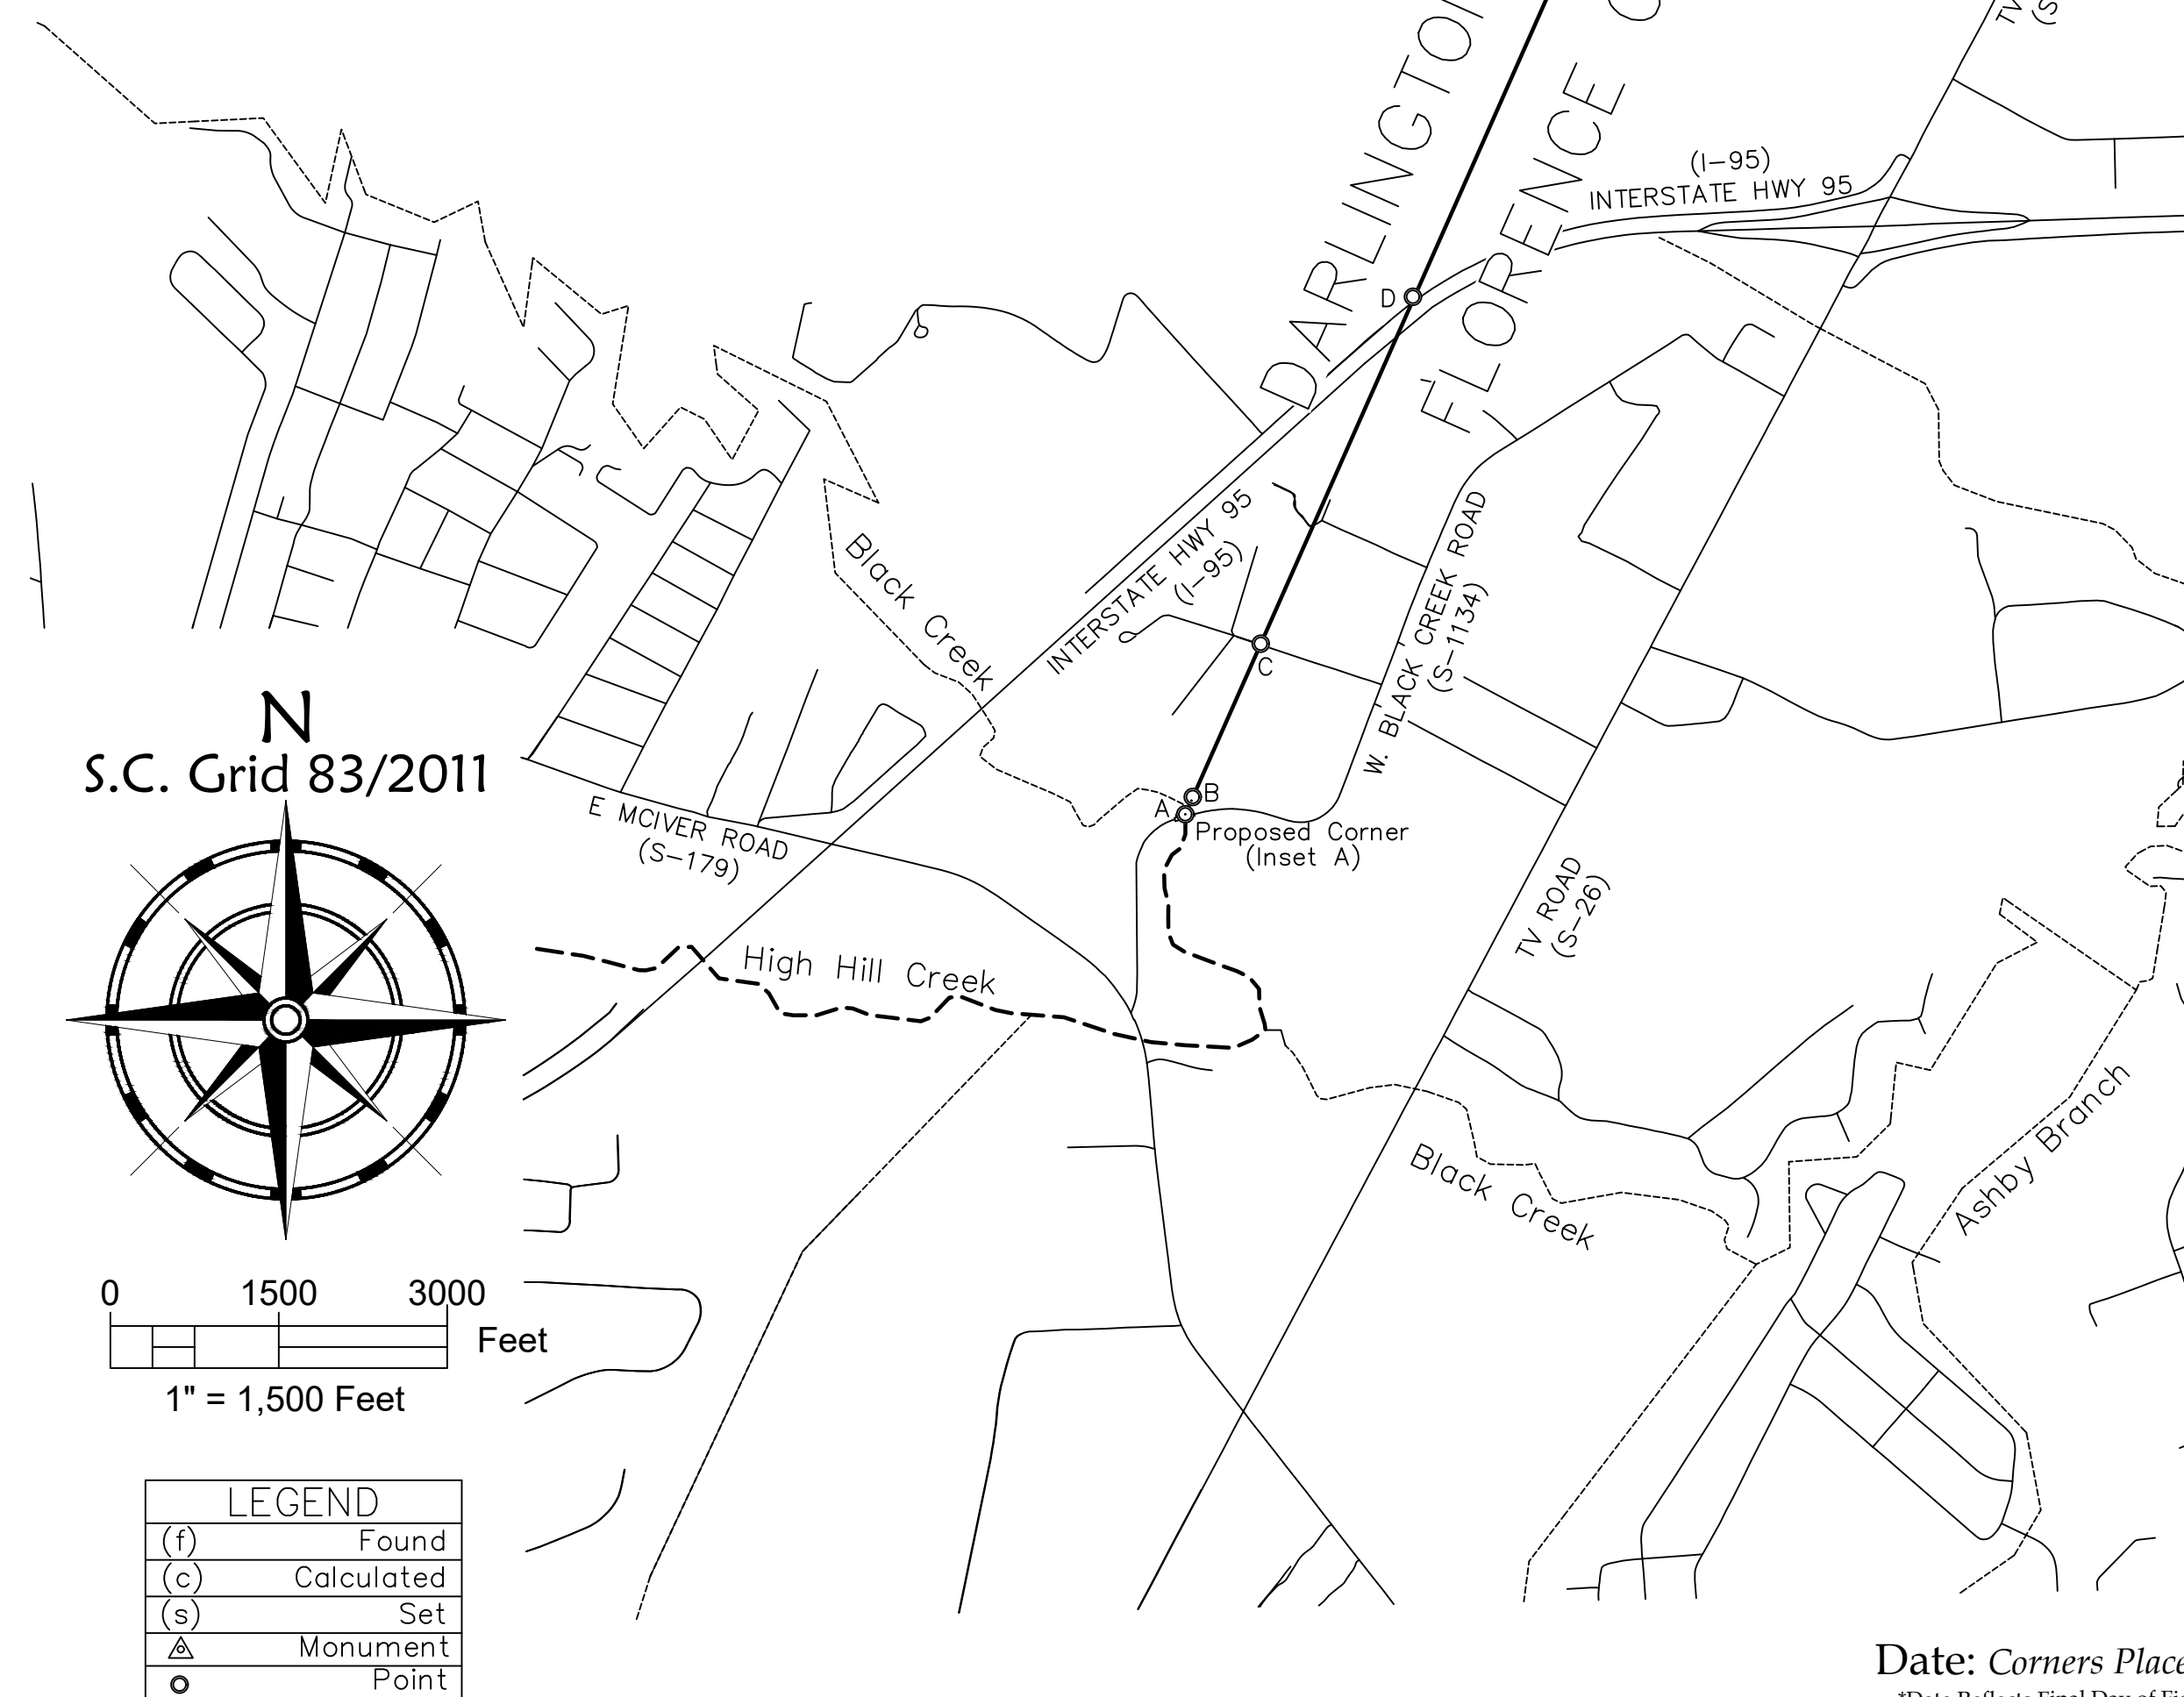 DARLINGTON
FLORENCE
TV
(S
(I-95)
INTERSTATE HWY 95
D
Black Creek
INTERSTATE HWY 95
(I-95)
W. BLACK CREEK ROAD
(S-1134)
C
N
S.C. Grid 83/2011
B
A
Proposed Corner
(Inset A)
E MCIVER ROAD
(S-179)
TV ROAD
(S-26)
High Hill Creek
Black Creek
Ashby Branch
0 1500 3000
Feet
1" = 1,500 Feet
LEGEND
(f) Found
(c) Calculated
(s) Set
Monument
Point
Date: Corners Place